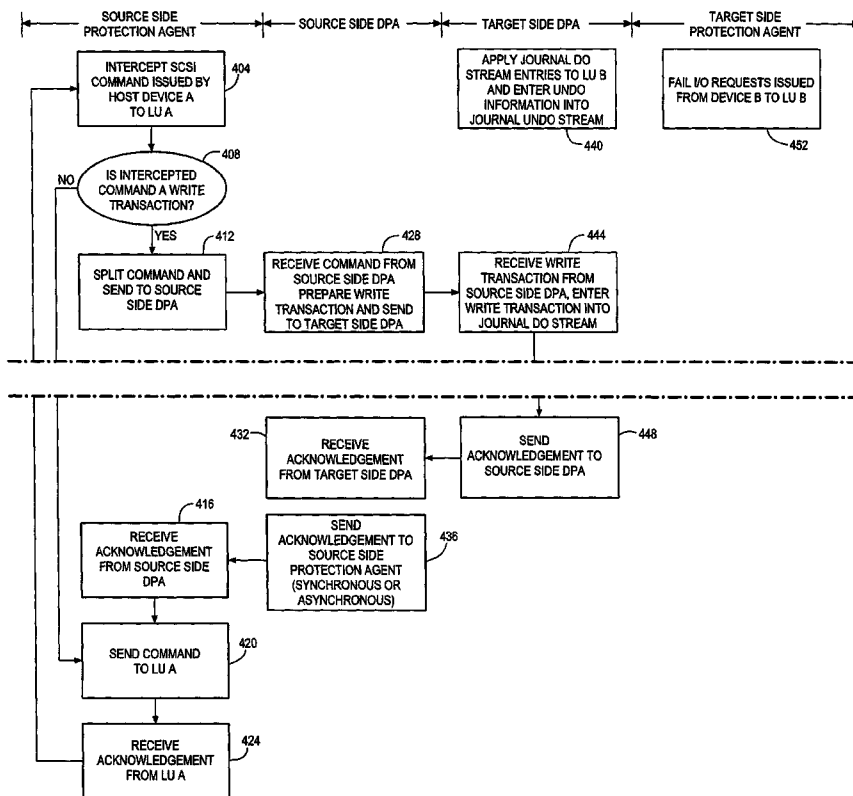 SOURCE SIDE
PROTECTION AGENT
SOURCE SIDE DPA
TARGET SIDE DPA
TARGET SIDE
PROTECTION AGENT
INTERCEPT SCSI
COMMAND ISSUED BY
HOST DEVICE A
TO LU A
404
APPLY JOURNAL DO
STREAM ENTRIES TO LU B
AND ENTER UNDO
INFORMATION INTO
JOURNAL UNDO STREAM
440
FAIL I/O REQUESTS ISSUED
FROM DEVICE B TO LU B
452
408
NO
IS INTERCEPTED
COMMAND A WRITE
TRANSACTION?
YES
412
SPLIT COMMAND AND
SEND TO SOURCE
SIDE DPA
428
RECEIVE COMMAND FROM
SOURCE SIDE DPA
PREPARE WRITE
TRANSACTION AND SEND
TO TARGET SIDE DPA
444
RECEIVE WRITE
TRANSACTION FROM
SOURCE SIDE DPA, ENTER
WRITE TRANSACTION INTO
JOURNAL DO STREAM
432
RECEIVE
ACKNOWLEDGEMENT
FROM TARGET SIDE DPA
SEND
ACKNOWLEDGEMENT TO
SOURCE SIDE DPA
448
416
RECEIVE
ACKNOWLEDGEMENT
FROM SOURCE SIDE
DPA
SEND
ACKNOWLEDGEMENT TO
SOURCE SIDE
PROTECTION AGENT
(SYNCHRONOUS OR
ASYNCHRONOUS)
436
SEND COMMAND
TO LU A
420
RECEIVE
ACKNOWLEDGEMENT
FROM LU A
424